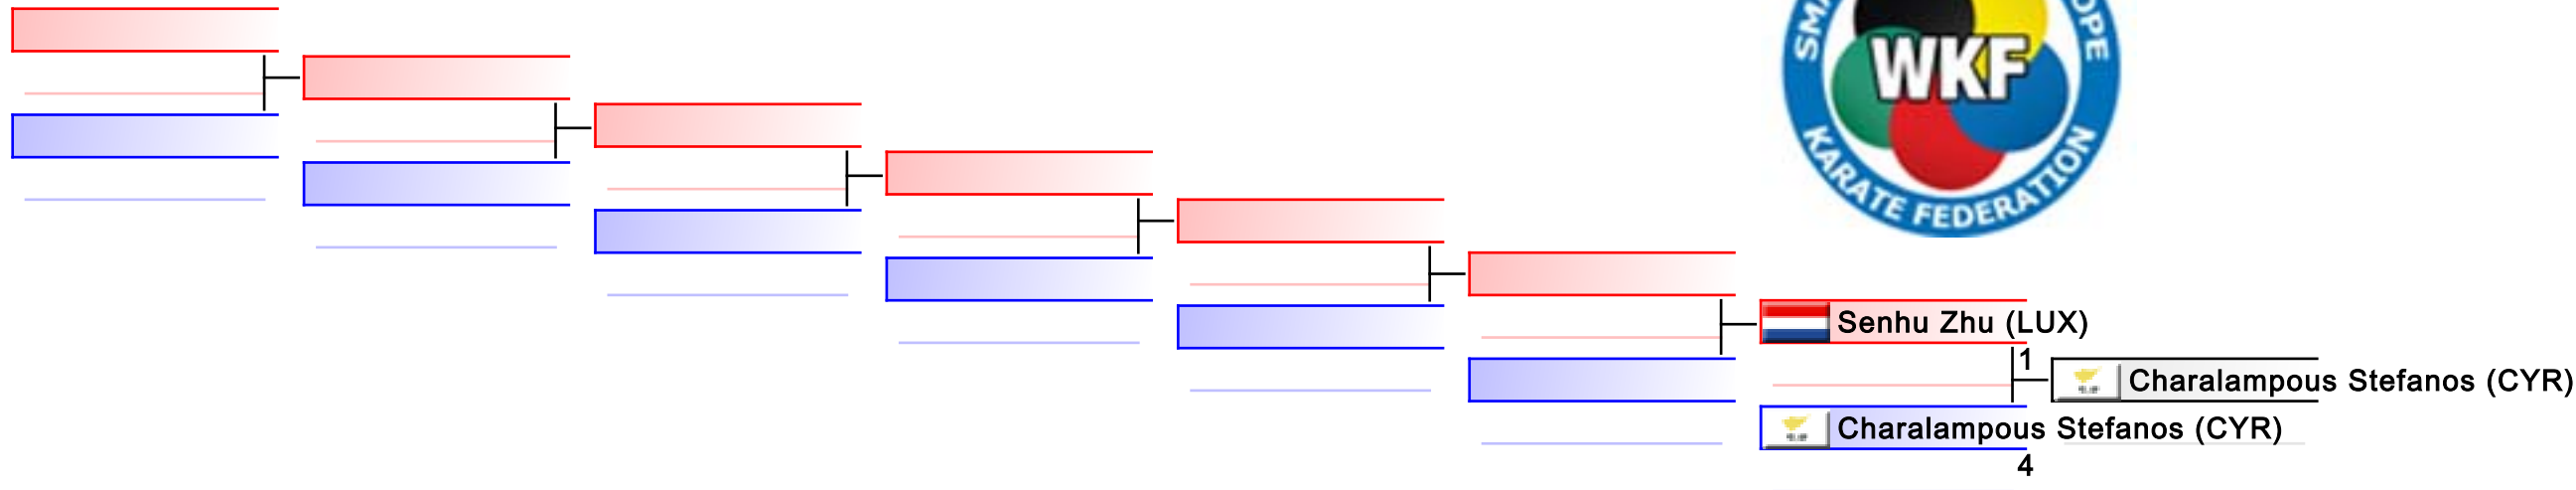 WKF
KARATE FEDERATION
Senhu Zhu (LUX)
1
Charalampous Stefanos (CYR)
Charalampous Stefanos (CYR)
4